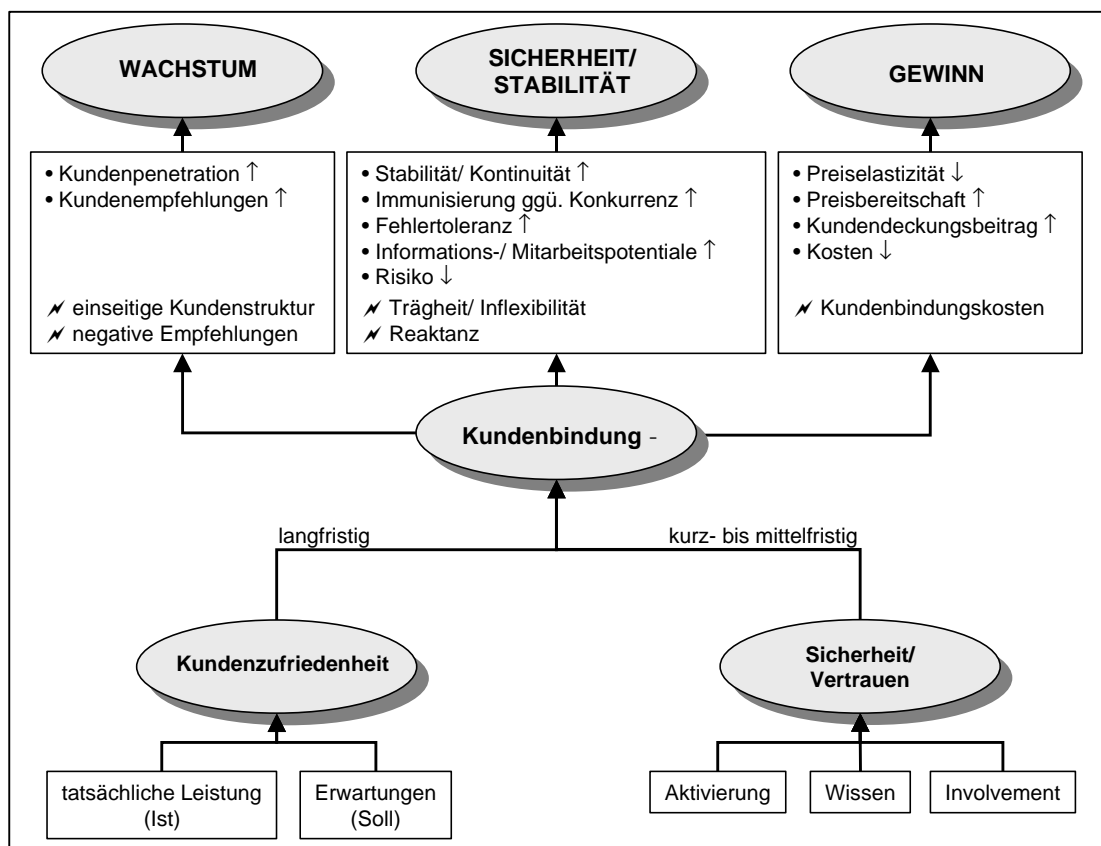 WACHSTUM
SICHERHEIT/
STABILITÄT
GEWINN
• Kundenpenetration ↑
• Kundenempfehlungen ↑
einseitige Kundenstruktur
negative Empfehlungen
• Stabilität/ Kontinuität ↑
• Immunisierung ggü. Konkurrenz ↑
• Fehlertoleranz ↑
• Informations-/ Mitarbeitspotentiale ↑
• Risiko ↓
Trägheit/ Inflexibilität
Reaktanz
• Preiselastizität ↓
• Preisbereitschaft ↑
• Kundendeckungsbeitrag ↑
• Kosten ↓
Kundenbindungskosten
Kundenbindung -
langfristig
kurz- bis mittelfristig
Kundenzufriedenheit
Sicherheit/
Vertrauen
tatsächliche Leistung
(Ist)
Erwartungen
(Soll)
Aktivierung
Wissen
Involvement